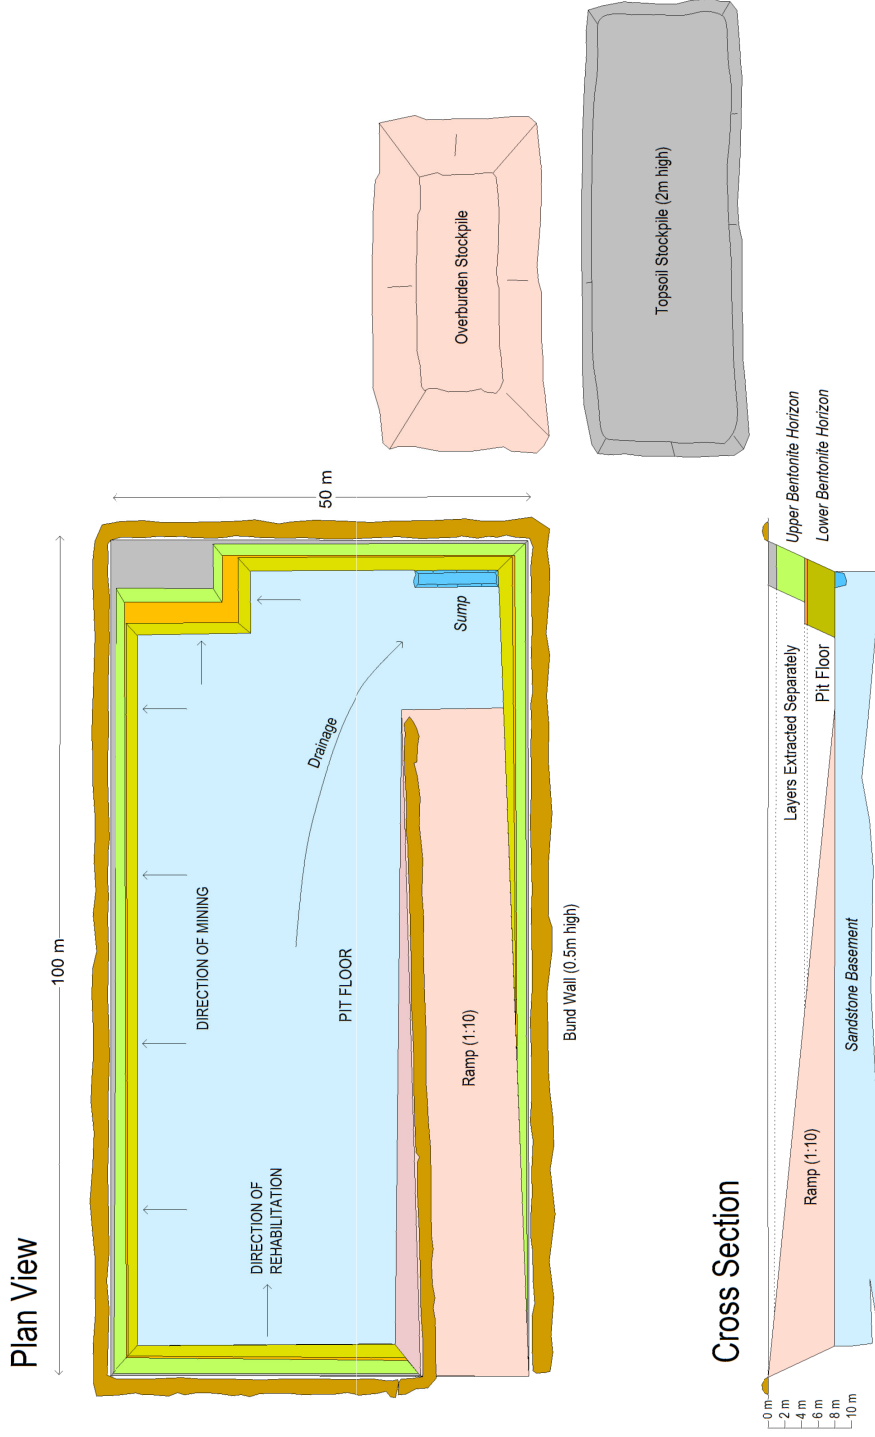 Plan View
100 m
50 m
DIRECTION OF MINING
DIRECTION OF
REHABILITATION
PIT FLOOR
Drainage
Sump
Ramp (1:10)
Bund Wall (0.5m high)
Overburden Stockpile
Topsoil Stockpile (2m high)
Cross Section
0 m
2 m
4 m
6 m
8 m
10 m
Ramp (1:10)
Sandstone Basement
Layers Extracted Separately
Pit Floor
Upper Bentonite Horizon
Lower Bentonite Horizon